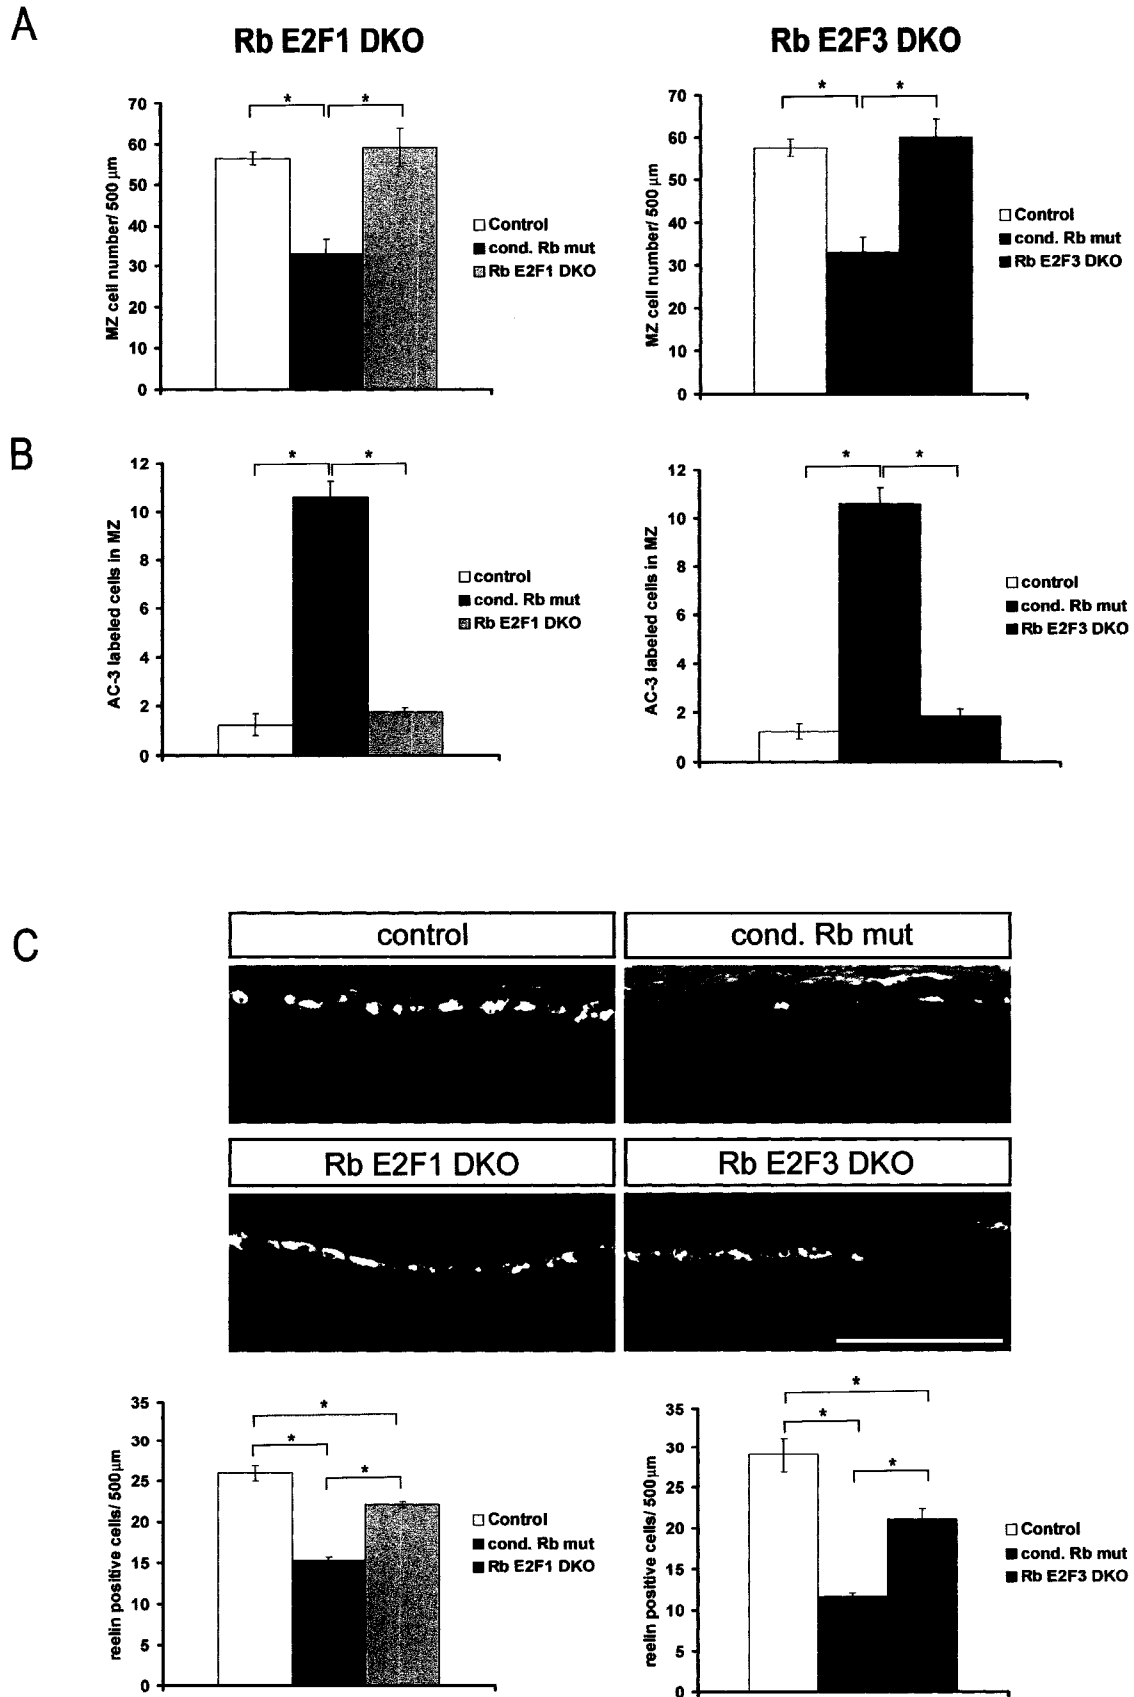 A
Rb E2F1 DKO
Rb E2F3 DKO
70
60
50
40
30
20
10
0
MZ cell number/ 500 µm
* *
Control
cond. Rb mut
Rb E2F1 DKO
70
60
50
40
30
20
10
0
MZ cell number/ 500 µm
* *
Control
cond. Rb mut
Rb E2F3 DKO
B
12
10
8
6
4
2
0
AC-3 labeled cells in MZ
* *
control
cond. Rb mut
Rb E2F1 DKO
12
10
8
6
4
2
0
AC-3 labeled cells in MZ
* *
control
cond. Rb mut
Rb E2F3 DKO
C
control
cond. Rb mut
Rb E2F1 DKO
Rb E2F3 DKO
35
30
25
20
15
10
5
0
reelin positive cells/ 500µm
*
*
*
Control
cond. Rb mut
Rb E2F1 DKO
35
30
25
20
15
10
5
0
reelin positive cells/ 500µm
*
*
*
Control
cond. Rb mut
Rb E2F3 DKO